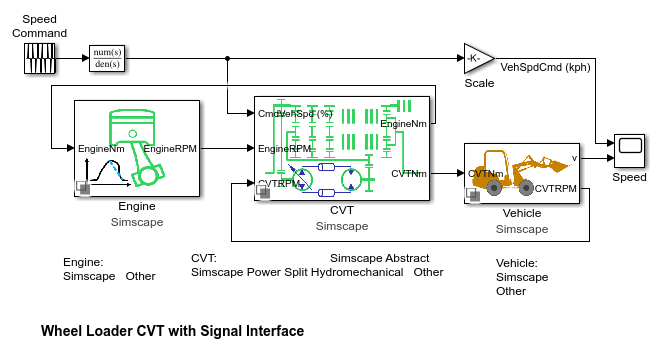 Speed
Command
num(s)
den(s)
-K-
VehSpdCmd (kph)
Scale
CmdVehSpd (%)
EngineNm
EngineNm
EngineRPM
EngineRPM
v
Speed
CVTRPM
CVTNm
CVTNm
CVTRPM
Engine
Simscape
CVT
Simscape
Vehicle
Simscape
Engine:
Simscape Other
CVT: Simscape Abstract
Simscape Power Split Hydromechanical Other
Vehicle:
Simscape
Other
Wheel Loader CVT with Signal Interface